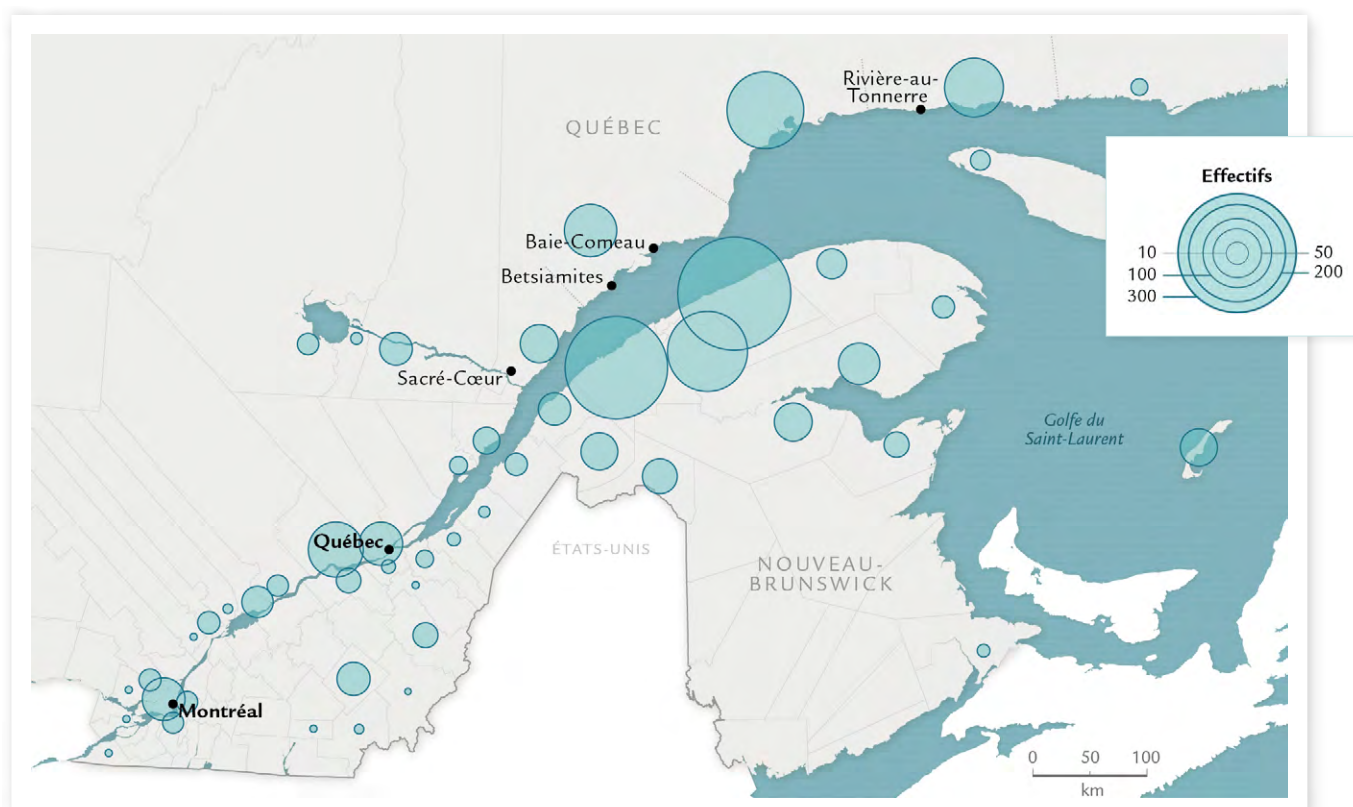 Rivière-au-
Tonnerre
QUÉBEC
Effectifs
10
50
100
200
300
Baie-Comeau
Betsiamites
Sacré-Cœur
Golfe du
Saint-Laurent
Québec
ÉTATS-UNIS
NOUVEAU-
BRUNSWICK
Montréal
0 50 100
km